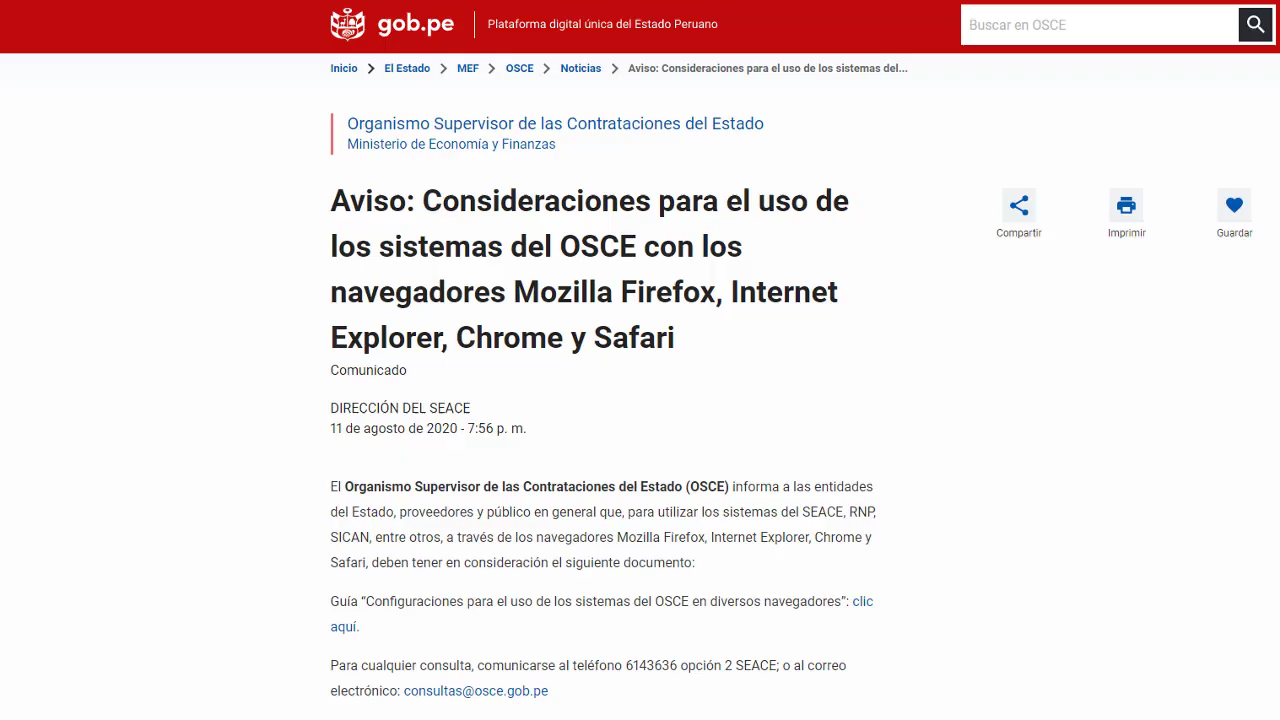 gob.pe
Plataforma digital única del Estado Peruano
Buscar en OSCE
Inicio > El Estado > MEF > OSCE > Noticias > Aviso: Consideraciones para el uso de los sistemas del...
Organismo Supervisor de las Contrataciones del Estado
Ministerio de Economía y Finanzas
Aviso: Consideraciones para el uso de
los sistemas del OSCE con los
navegadores Mozilla Firefox, Internet
Explorer, Chrome y Safari
Compartir
Imprimir
Guardar
Comunicado
DIRECCIÓN DEL SEACE
11 de agosto de 2020 - 7:56 p. m.
El Organismo Supervisor de las Contrataciones del Estado (OSCE) informa a las entidades
del Estado, proveedores y público en general que, para utilizar los sistemas del SEACE, RNP,
SICAN, entre otros, a través de los navegadores Mozilla Firefox, Internet Explorer, Chrome y
Safari, deben tener en consideración el siguiente documento:
Guía “Configuraciones para el uso de los sistemas del OSCE en diversos navegadores”: clic
aquí.
Para cualquier consulta, comunicarse al teléfono 6143636 opción 2 SEACE; o al correo
electrónico: consultas@osce.gob.pe